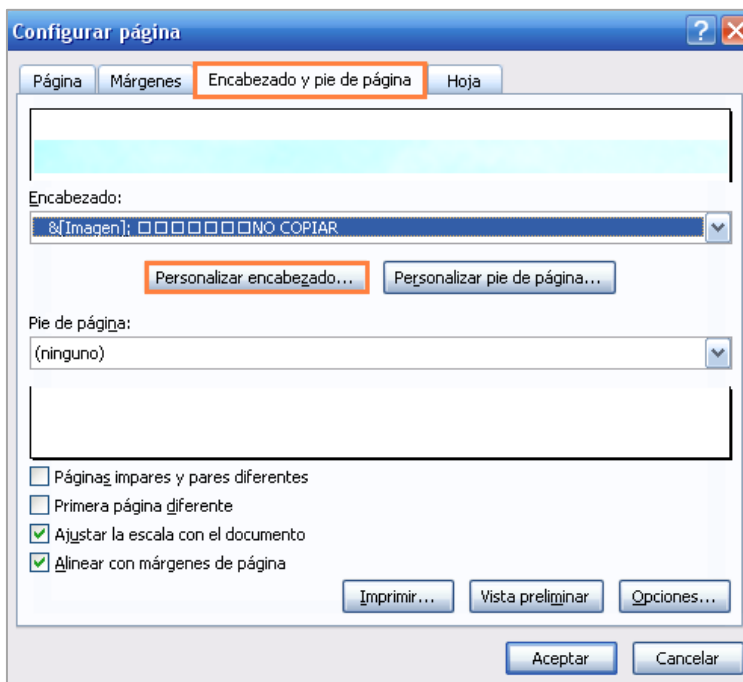 Configurar página
Página Márgenes Encabezado y pie de página Hoja
Encabezado:
&[Imagen]; □□□□□□□NO COPIAR
Personalizar encabezado... Personalizar pie de página...
Pie de página:
(ninguno)
Páginas impares y pares diferentes
Primera página diferente
Ajustar la escala con el documento
Alinear con márgenes de página
Imprimir... Vista preliminar Opciones...
Aceptar Cancelar